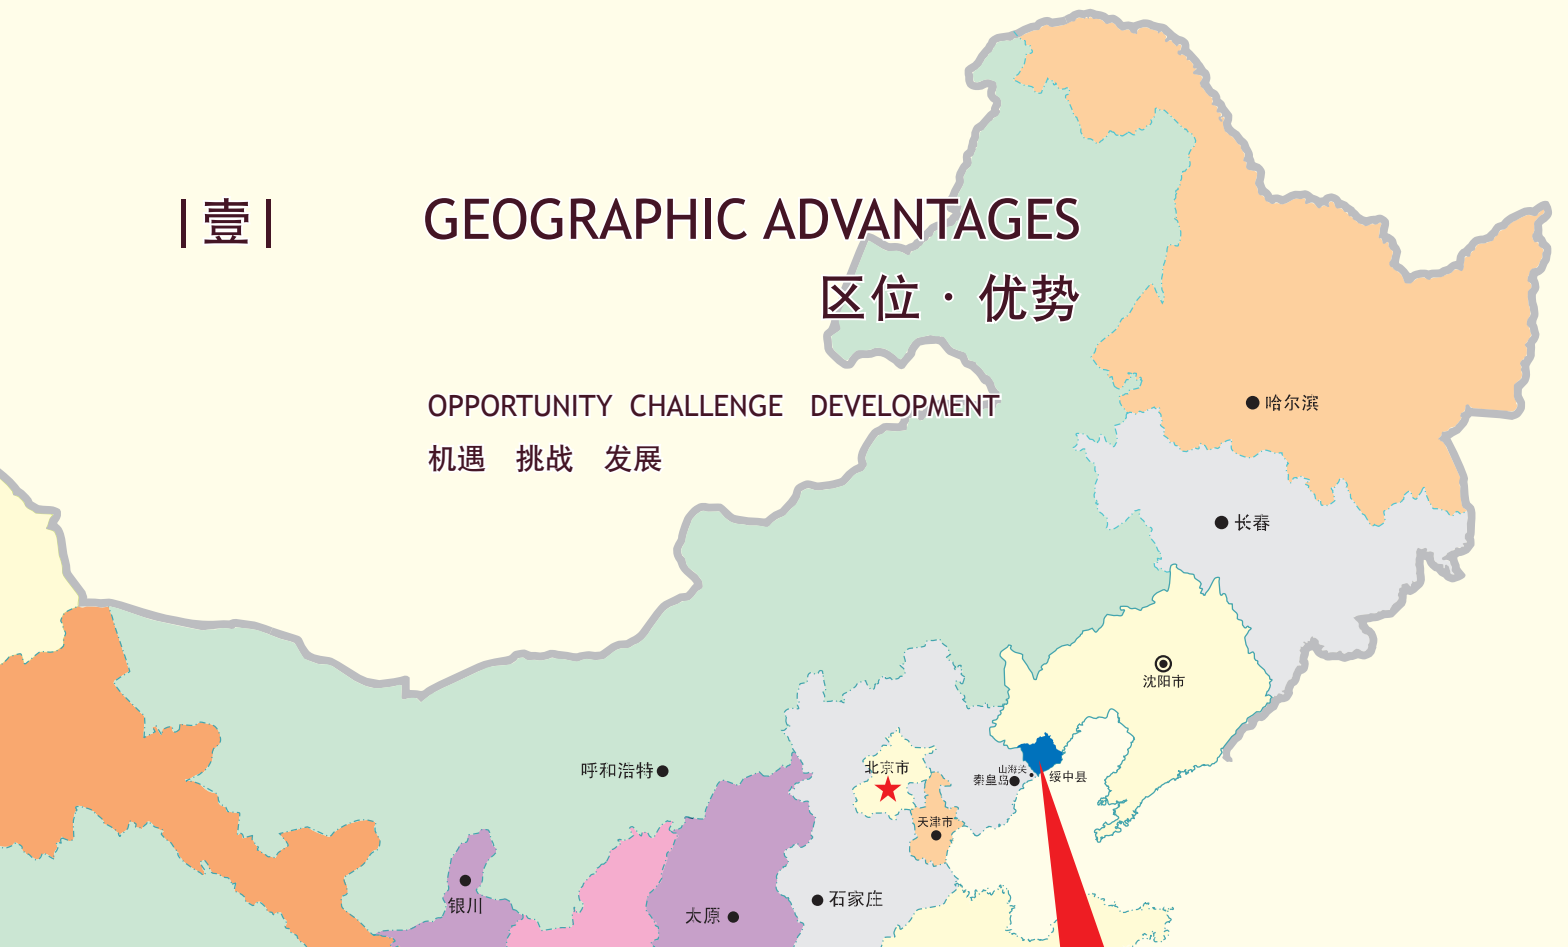 |壹|
GEOGRAPHIC ADVANTAGES
区位·优势
OPPORTUNITY CHALLENGE DEVELOPMENT
机遇 挑战 发展
哈尔滨
长春
沈阳市
呼和浩特
北京市
山海关
秦皇岛
绥中县
天津市
银川
石家庄
太原